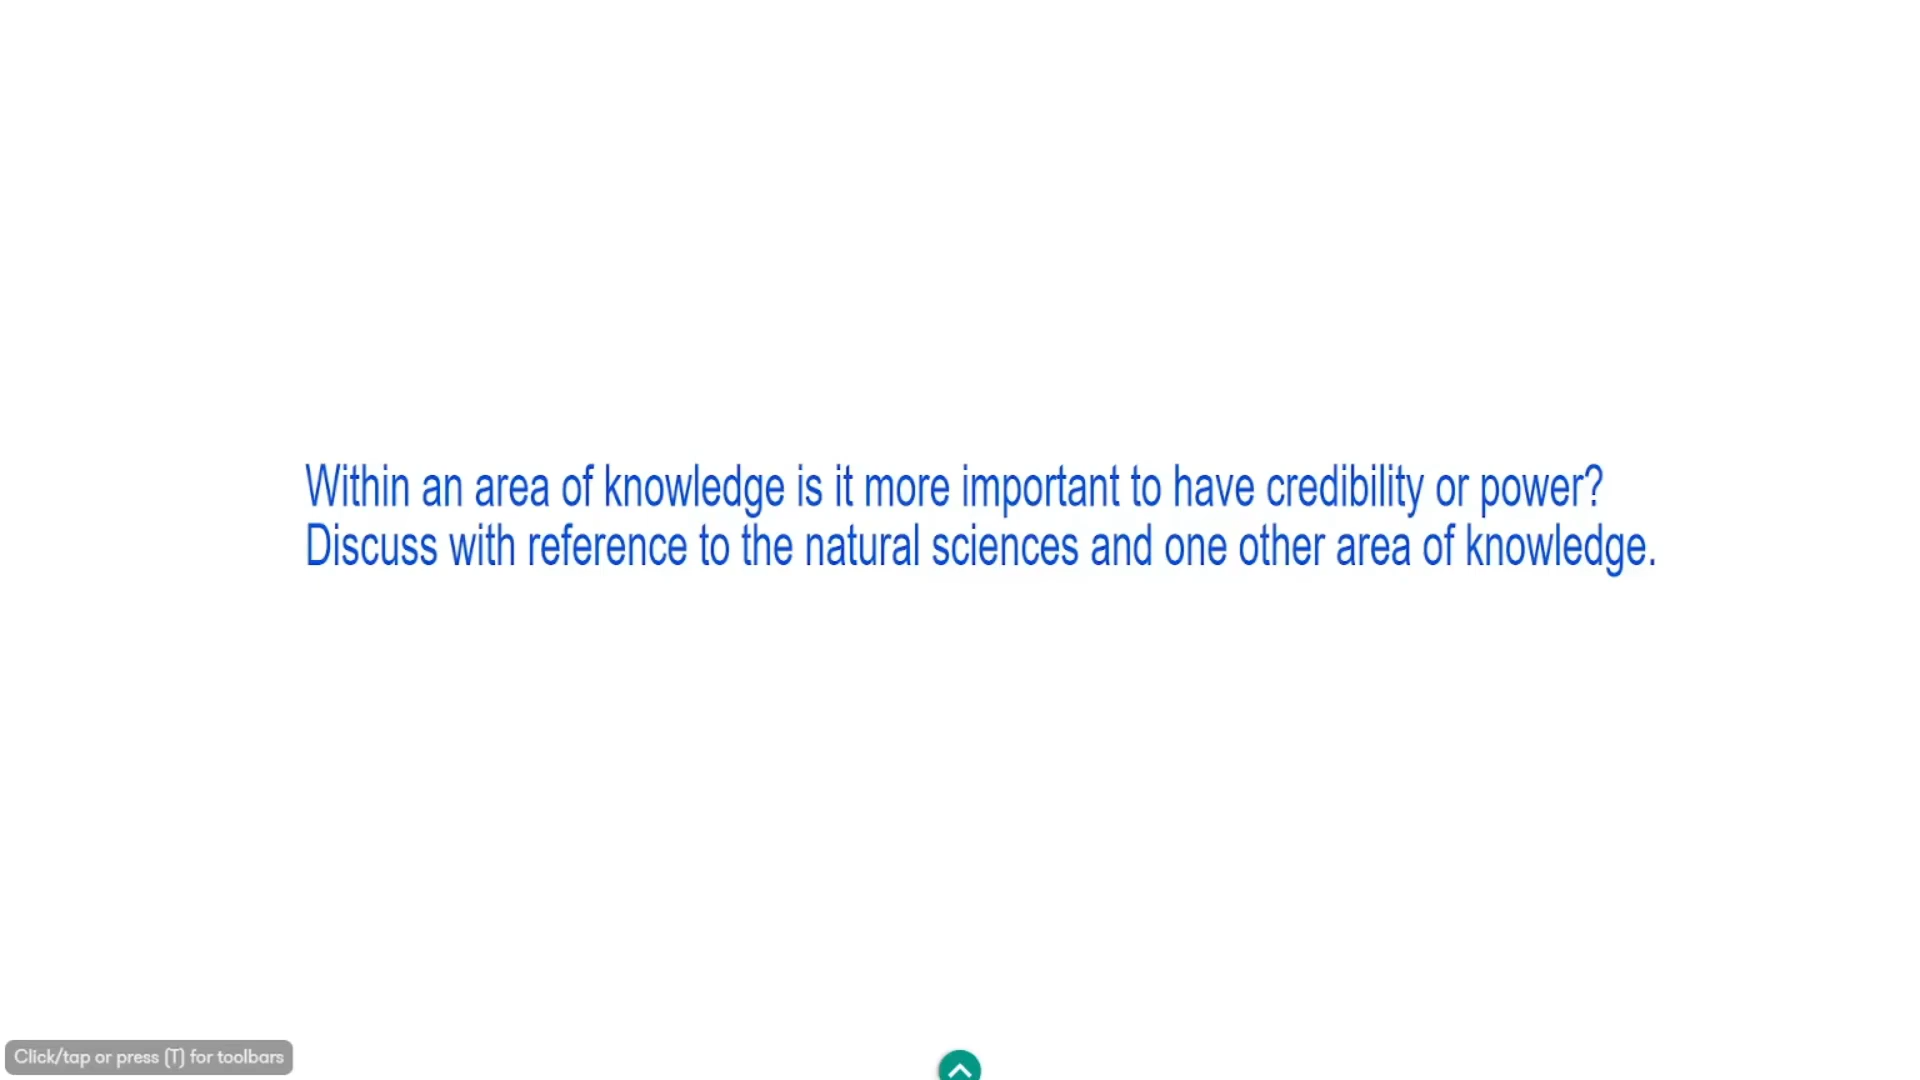 Within an area of knowledge is it more important to have credibility or power?
Discuss with reference to the natural sciences and one other area of knowledge.
Click/tap or press (T) for toolbars